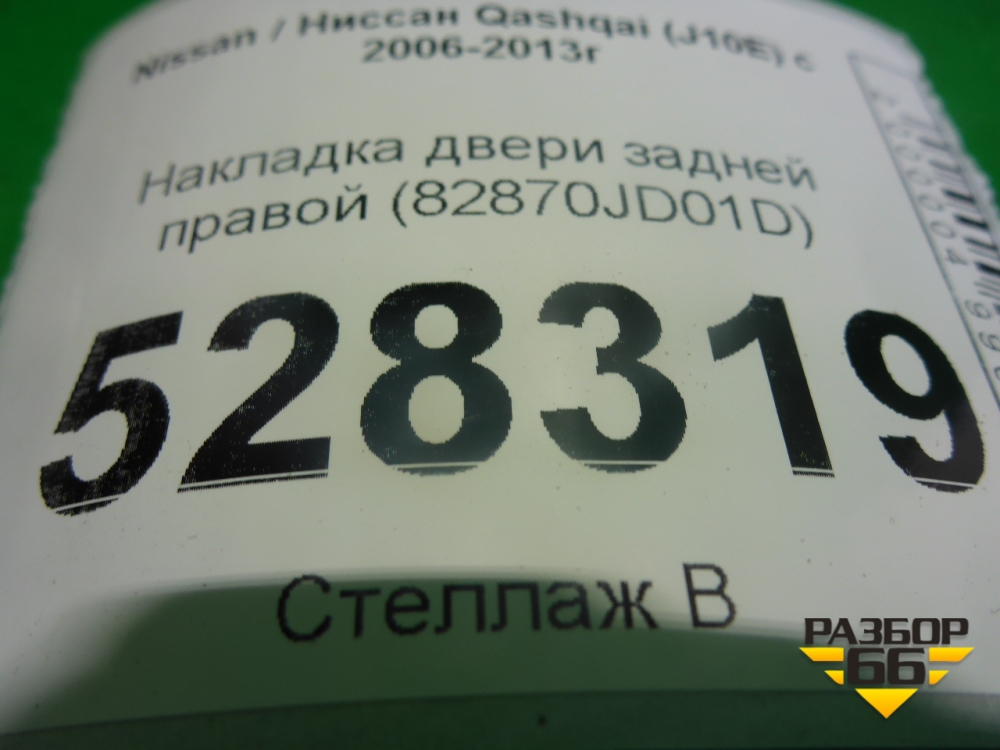 Nissan / Ниссан Qashqai (J10E) с
2006-2013г
Накладка двери задней
правой (82870JD01D)
528319
Стеллаж В
РАЗБОР
66